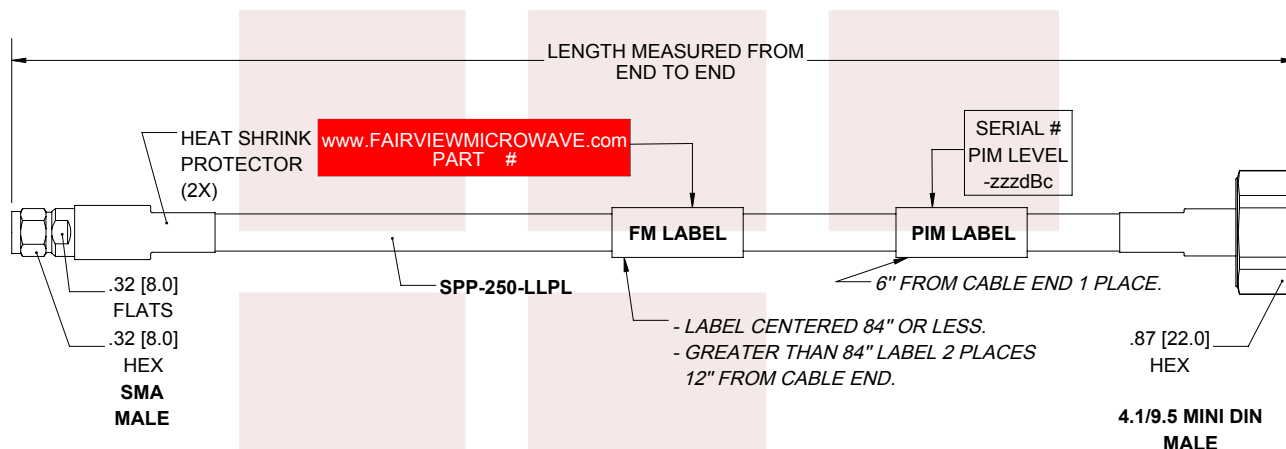 LENGTH MEASURED FROM
END TO END
HEAT SHRINK
PROTECTOR
(2X)
www.FAIRVIEWMICROWAVE.com
PART #
SERIAL #
PIM LEVEL
-zzzdBc
FM LABEL
PIM LABEL
.32 [8.0]
FLATS
.32 [8.0]
HEX
SMA
MALE
SPP-250-LLPL
6" FROM CABLE END 1 PLACE.
- LABEL CENTERED 84" OR LESS.
- GREATER THAN 84" LABEL 2 PLACES
12" FROM CABLE END.
.87 [22.0]
HEX
4.1/9.5 MINI DIN
MALE